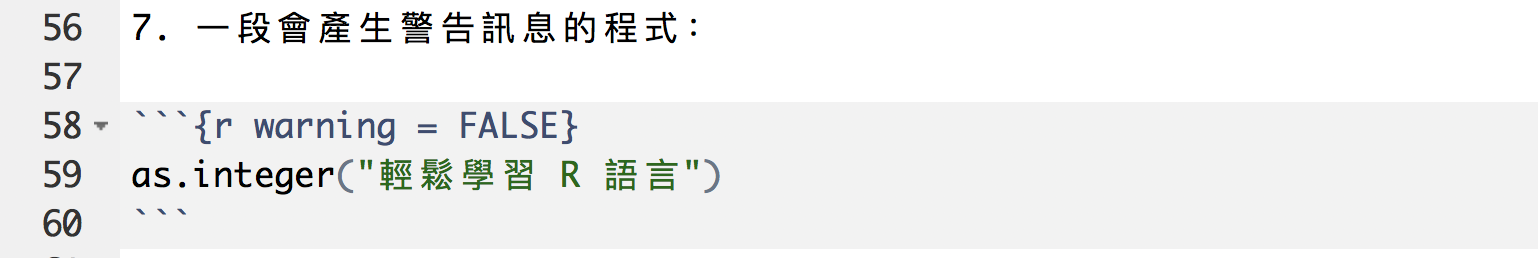 56 7. 一段會產生警告訊息的程式：
57
58 ```{r warning = FALSE}
59 as.integer("輕鬆學習 R 語言")
60 ```